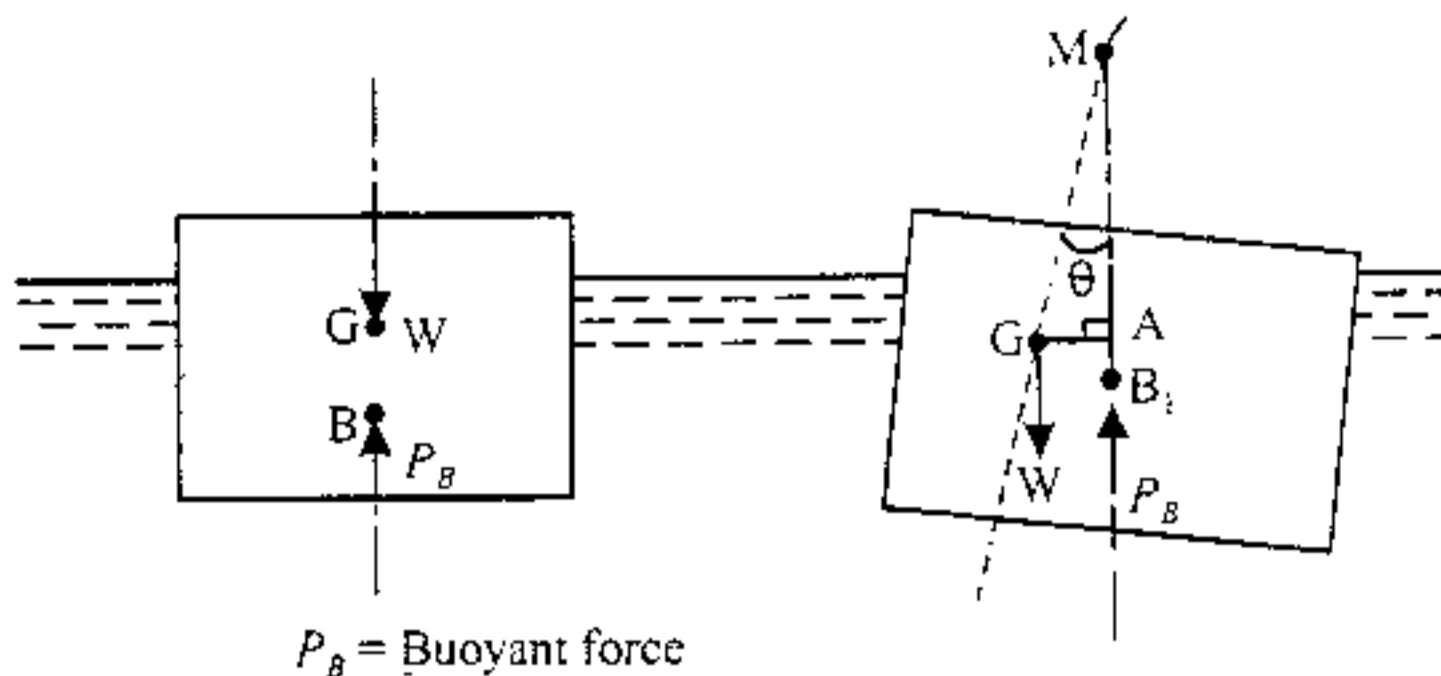 M
θ
G W
G A
B B₁
P_B
W P_B
P_B = Buoyant force